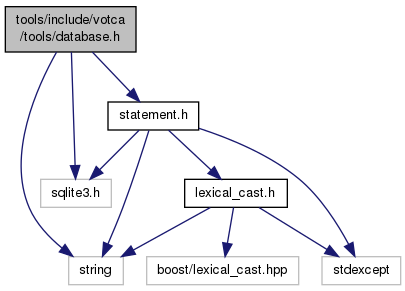 tools/include/votca
/tools/database.h
statement.h
sqlite3.h
lexical_cast.h
string
boost/lexical_cast.hpp
stdexcept